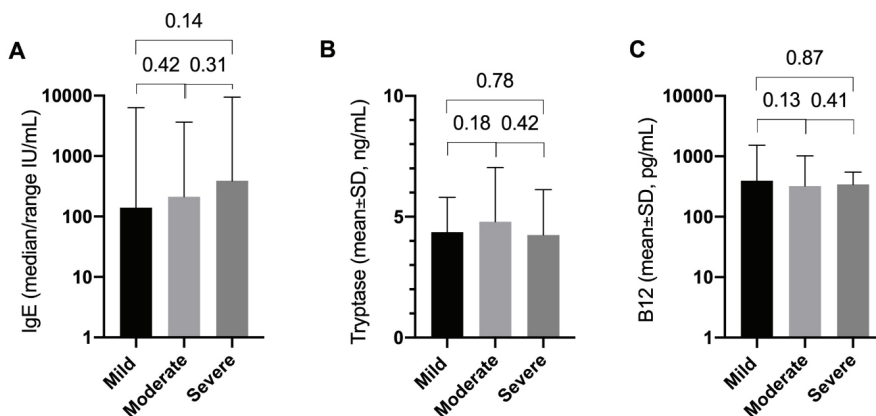 A
0.14
0.42 0.31
IgE (median/range IU/mL)
10000
1000
100
10
1
Mild
Moderate
Severe
B
0.78
0.18 0.42
Tryptase (mean±SD, ng/mL)
10
5
0
Mild
Moderate
Severe
C
0.87
0.13 0.41
B12 (mean±SD, pg/mL)
10000
1000
100
10
1
Mild
Moderate
Severe